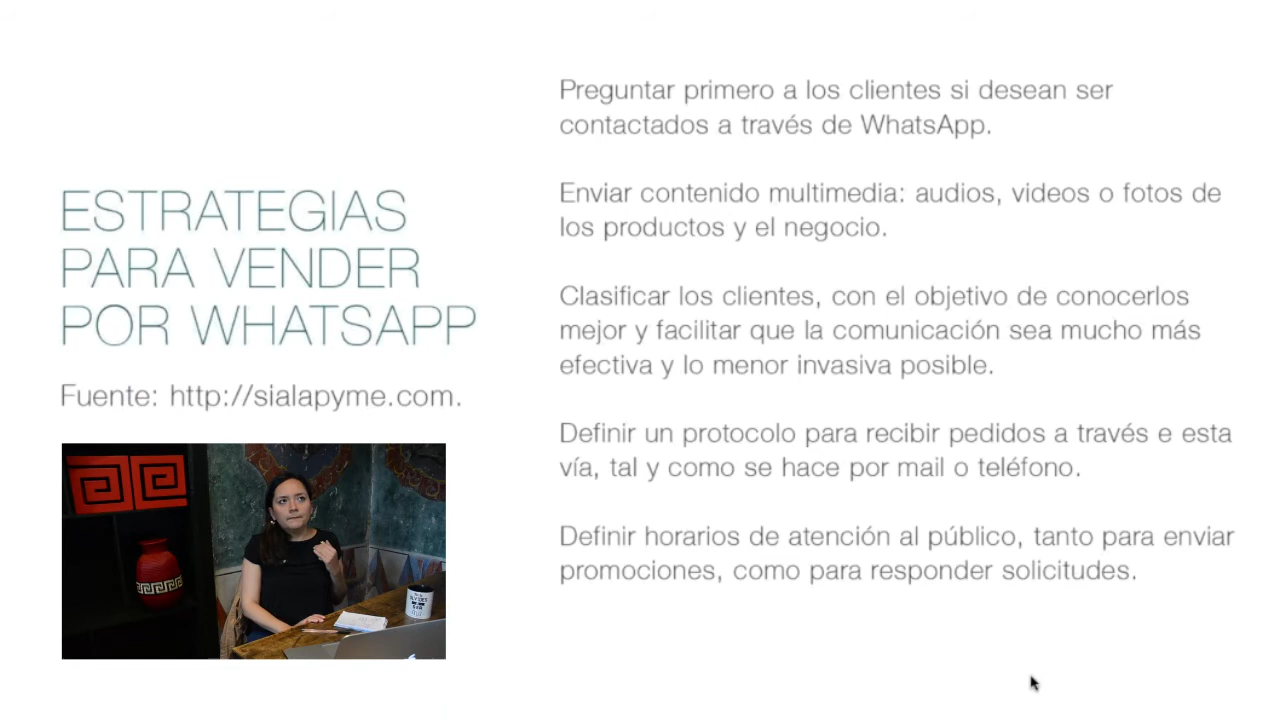 ESTRATEGIAS
PARA VENDER
POR WHATSAPP
Fuente: http://sialapyme.com.
Preguntar primero a los clientes si desean ser
contactados a través de WhatsApp.
Enviar contenido multimedia: audios, videos o fotos de
los productos y el negocio.
Clasificar los clientes, con el objetivo de conocerlos
mejor y facilitar que la comunicación sea mucho más
efectiva y lo menor invasiva posible.
Definir un protocolo para recibir pedidos a través e esta
vía, tal y como se hace por mail o teléfono.
Definir horarios de atención al público, tanto para enviar
promociones, como para responder solicitudes.